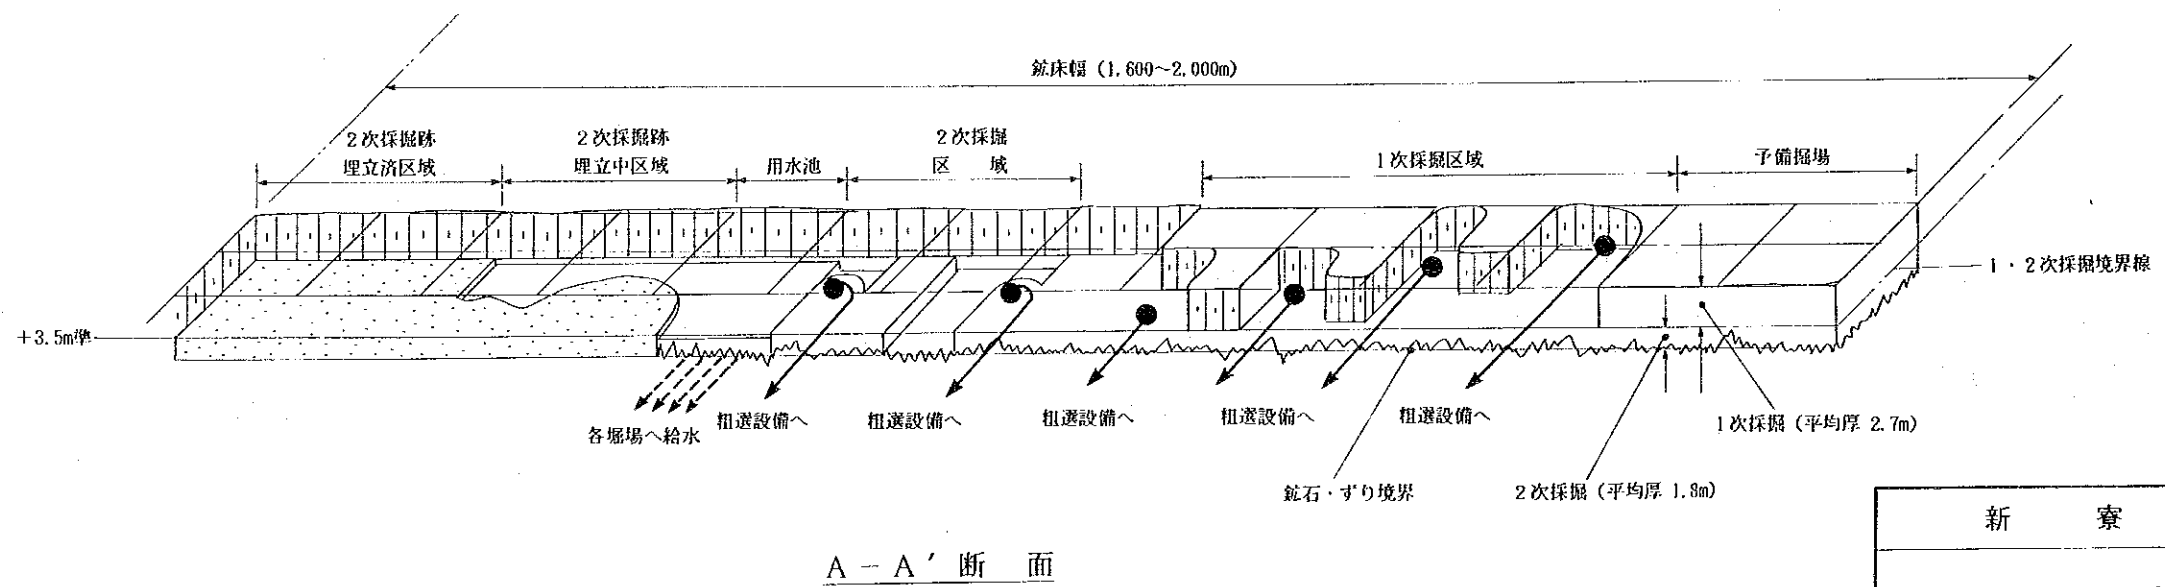 鉱床幅 (1,600～2,000m)
2次採掘跡
埋立済区域
2次採掘跡
埋立中区域
用水池
2次採掘
区 域
1次採掘区域
予備掘場
1・2次採掘境界線
+3.5m準
各掘場へ給水
粗選設備へ
粗選設備へ
粗選設備へ
粗選設備へ
粗選設備へ
1次採掘 (平均厚 2.7m)
鉱石・ずり境界
2次採掘 (平均厚 1.8m)
A－A′断 面
新 寮